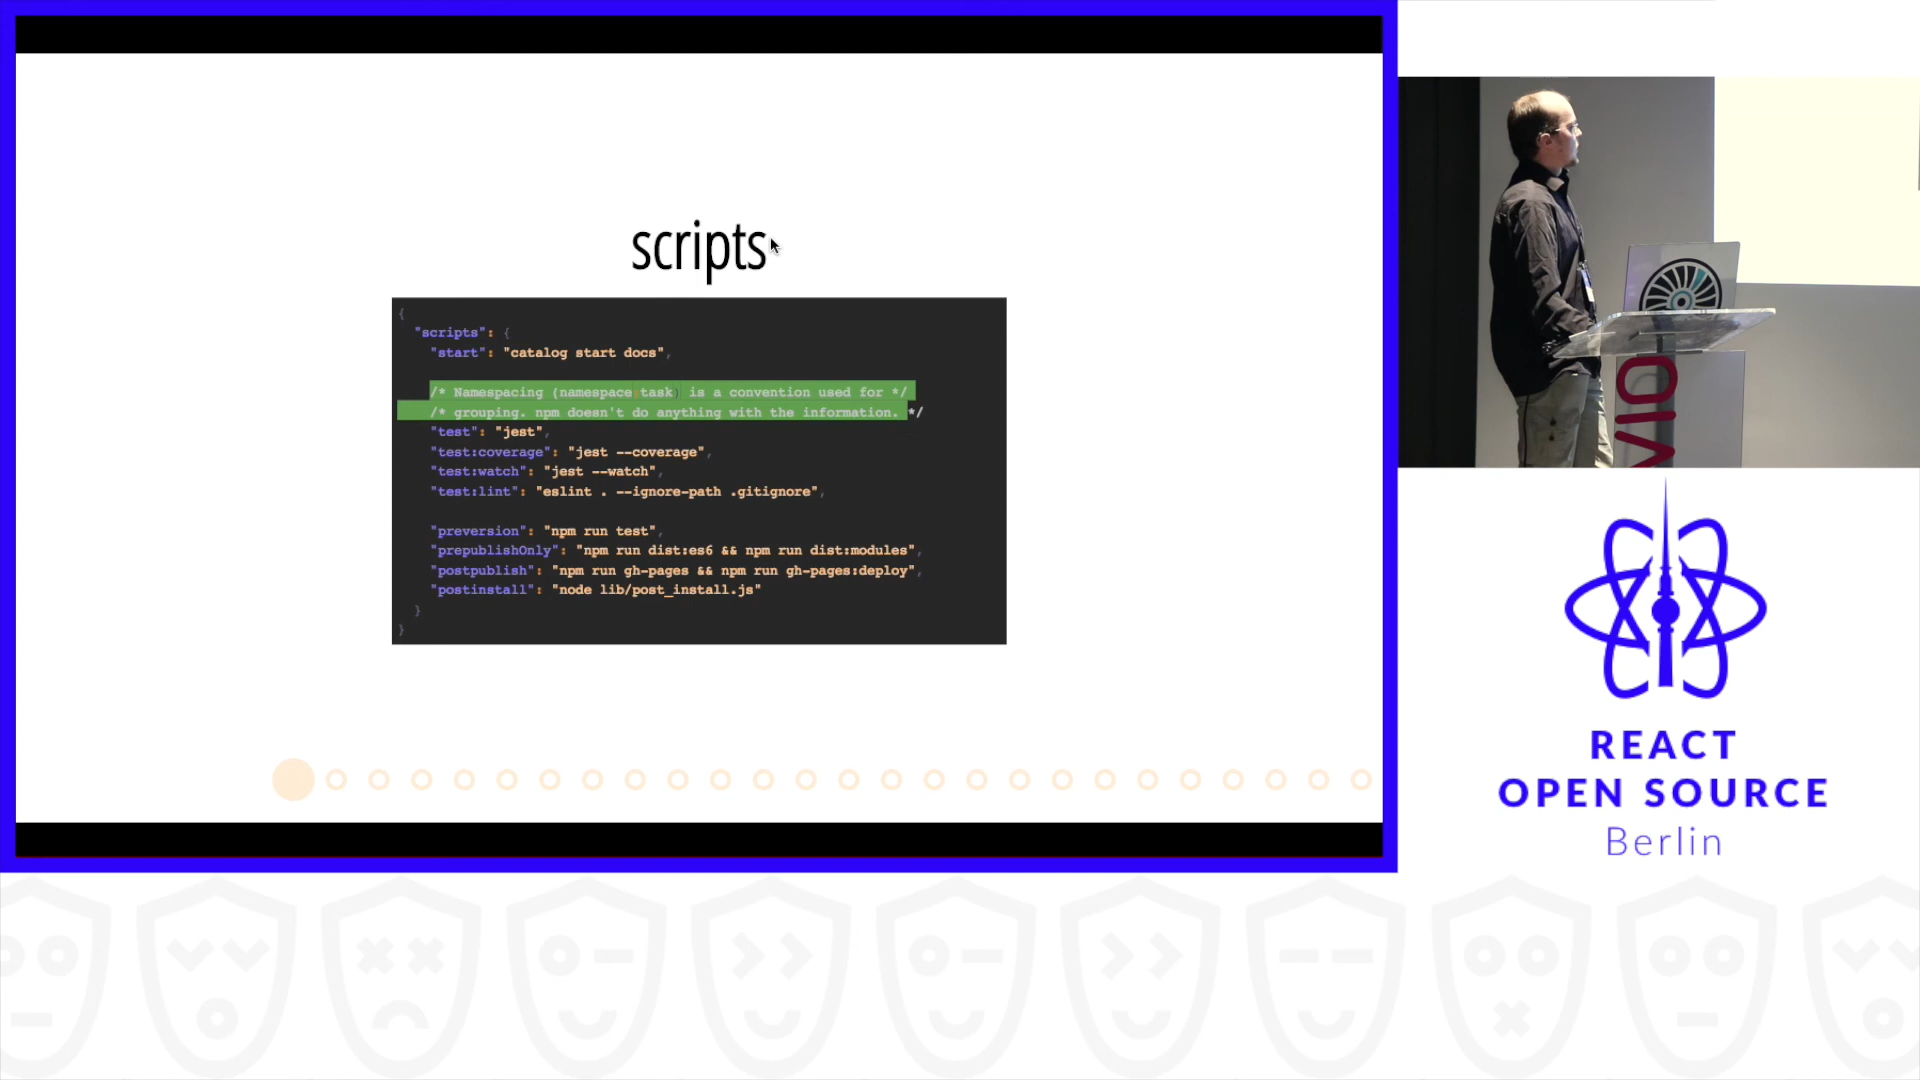 scripts
{
"scripts": {
"start": "catalog start docs",
/* Namespacing (namespace:task) is a convention used for */
/* grouping. npm doesn't do anything with the information. */
"test": "jest",
"test:coverage": "jest --coverage",
"test:watch": "jest --watch",
"test:lint": "eslint . --ignore-path .gitignore",
"preversion": "npm run test",
"prepublishOnly": "npm run dist:es6 && npm run dist:modules",
"postpublish": "npm run gh-pages && npm run gh-pages:deploy",
"postinstall": "node lib/post_install.js"
}
}
REACT
OPEN SOURCE
Berlin